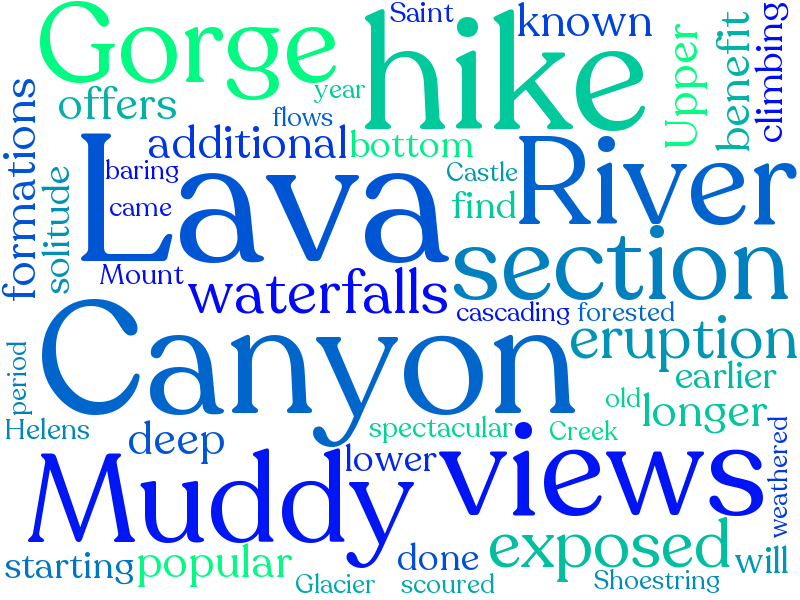 Saint
known
Gorge
hike
Upper
benefit
climbing
year
offers
flows
formations
additional
bottom
Lava
River
baring
Castle
solitude
came
find
section
Mount
waterfalls
cascading
forested
Canyon
eruption
period
earlier
old
longer
Helens
deep
spectacular
Creek
weathered
lower
views
Muddy
exposed
starting
popular
done
will
Glacier
scoured
Shoestring